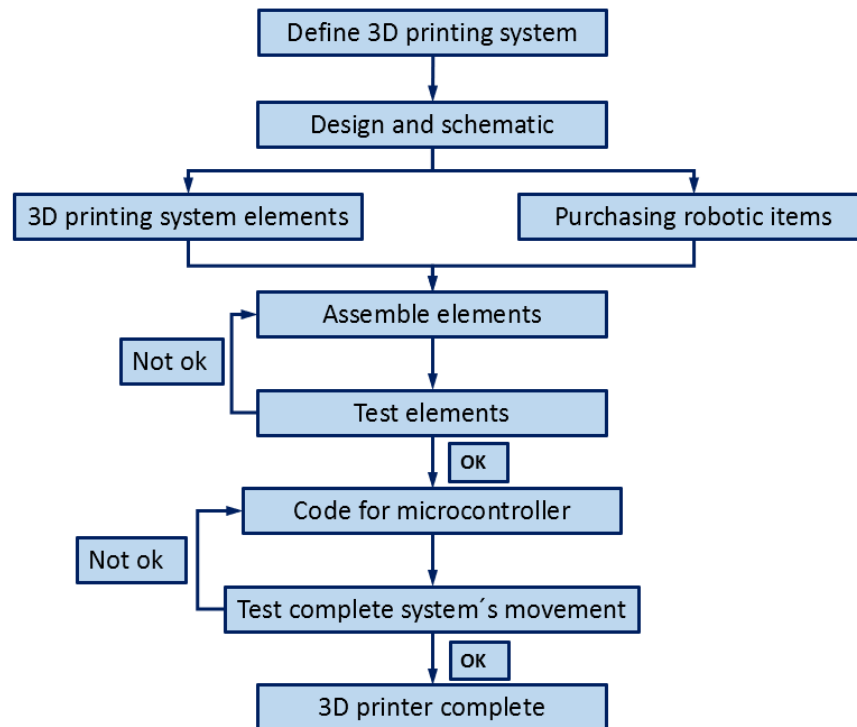 Define 3D printing system
Design and schematic
3D printing system elements
Purchasing robotic items
Assemble elements
Not ok
Test elements
OK
Code for microcontroller
Not ok
Test complete system´s movement
OK
3D printer complete